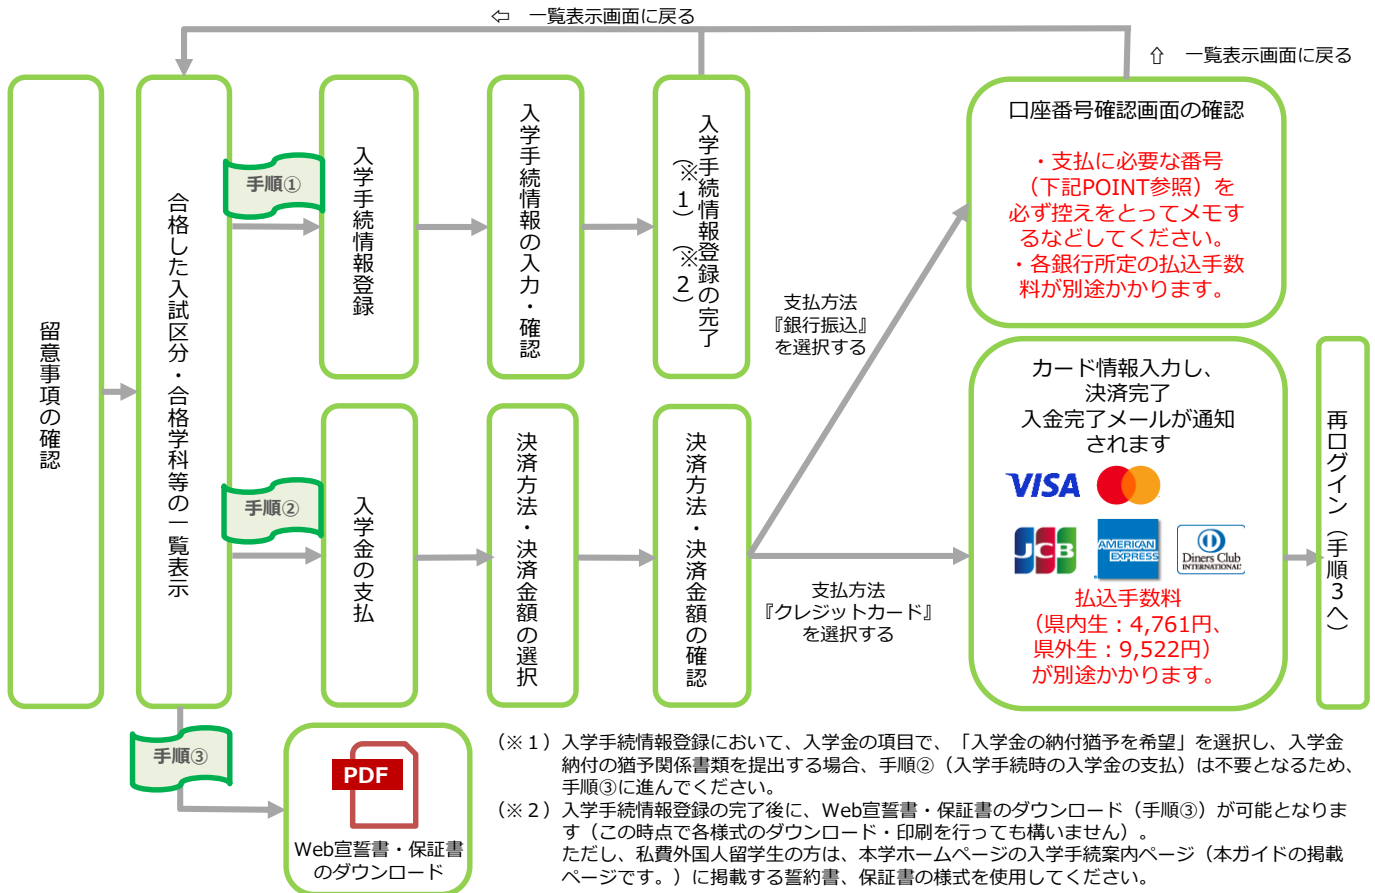 ⇦ 一覧表示画面に戻る
⇧ 一覧表示画面に戻る
留意事項の確認
合格した入試区分・合格学科等の一覧表示
手順①
入学手続情報登録
入学手続情報の入力・確認
入学手続情報登録の完了
（※１）（※２）
手順②
入学金の支払
決済方法・決済金額の選択
決済方法・決済金額の確認
支払方法
『銀行振込』
を選択する
口座番号確認画面の確認
・支払に必要な番号
（下記POINT参照）を
必ず控えをとってメモす
るなどしてください。
・各銀行所定の払込手数
料が別途かかります。
支払方法
『クレジットカード』
を選択する
カード情報入力し、
決済完了
入金完了メールが通知
されます
VISA
JCB
AMERICAN
EXPRESS
Diners Club
INTERNATIONAL
払込手数料
（県内生：4,761円、
県外生：9,522円）
が別途かかります。
再ログイン（手順３へ）
手順③
PDF
Web宣誓書・保証書
のダウンロード
（※１）入学手続情報登録において、入学金の項目で、「入学金の納付猶予を希望」を選択し、入学金
納付の猶予関係書類を提出する場合、手順②（入学手続時の入学金の支払）は不要となるため、
手順③に進んでください。
（※２）入学手続情報登録の完了後に、Web宣誓書・保証書のダウンロード（手順③）が可能となりま
す（この時点で各様式のダウンロード・印刷を行っても構いません）。
ただし、私費外国人留学生の方は、本学ホームページの入学手続案内ページ（本ガイドの掲載
ページです。）に掲載する誓約書、保証書の様式を使用してください。